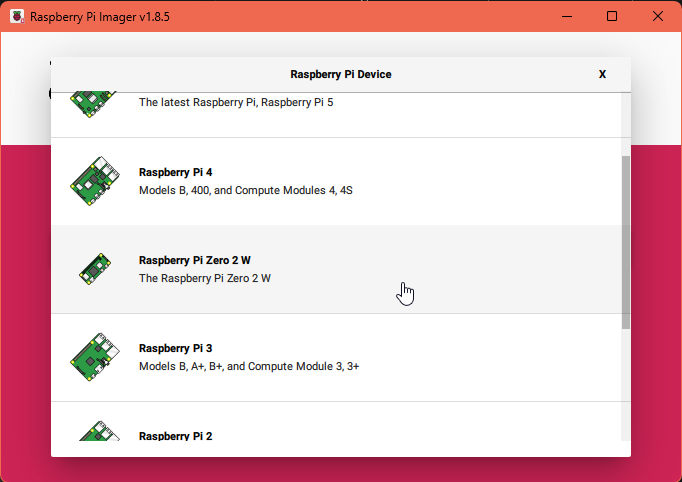 Raspberry Pi Imager v1.8.5
Raspberry Pi Device
X
The latest Raspberry Pi, Raspberry Pi 5
Raspberry Pi 4
Models B, 400, and Compute Modules 4, 4S
Raspberry Pi Zero 2 W
The Raspberry Pi Zero 2 W
Raspberry Pi 3
Models B, A+, B+, and Compute Module 3, 3+
Raspberry Pi 2